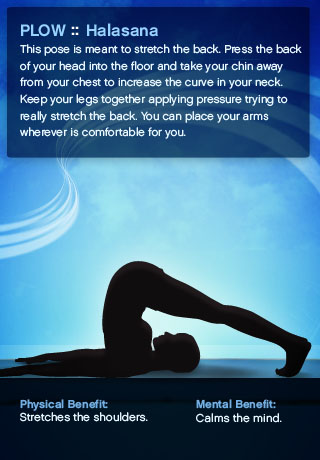 PLOW :: Halasana
This pose is meant to stretch the back. Press the back
of your head into the floor and take your chin away
from your chest to increase the curve in your neck.
Keep your legs together applying pressure trying to
really stretch the back. You can place your arms
wherever is comfortable for you.
Physical Benefit:
Stretches the shoulders.
Mental Benefit:
Calms the mind.